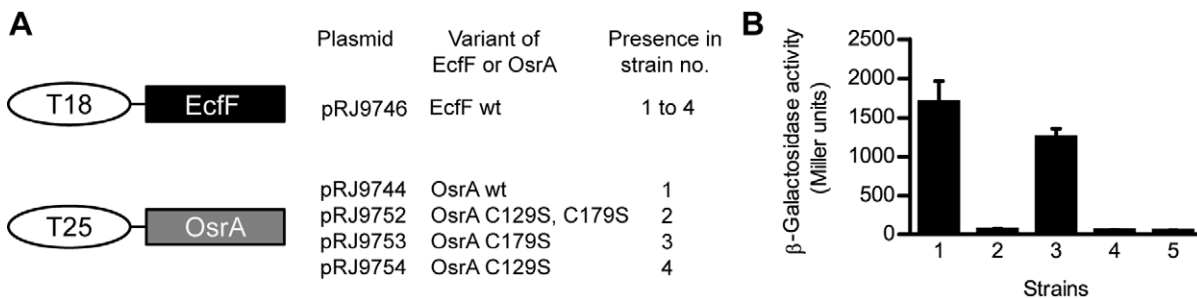 A
Plasmid Variant of EcfF or OsrA Presence in strain no.
T18 EcfF pRJ9746 EcfF wt 1 to 4
T25 OsrA
pRJ9744 OsrA wt 1
pRJ9752 OsrA C129S, C179S 2
pRJ9753 OsrA C179S 3
pRJ9754 OsrA C129S 4
B
β-Galactosidase activity
(Miller units)
2500
2000
1500
1000
500
0
1 2 3 4 5
Strains